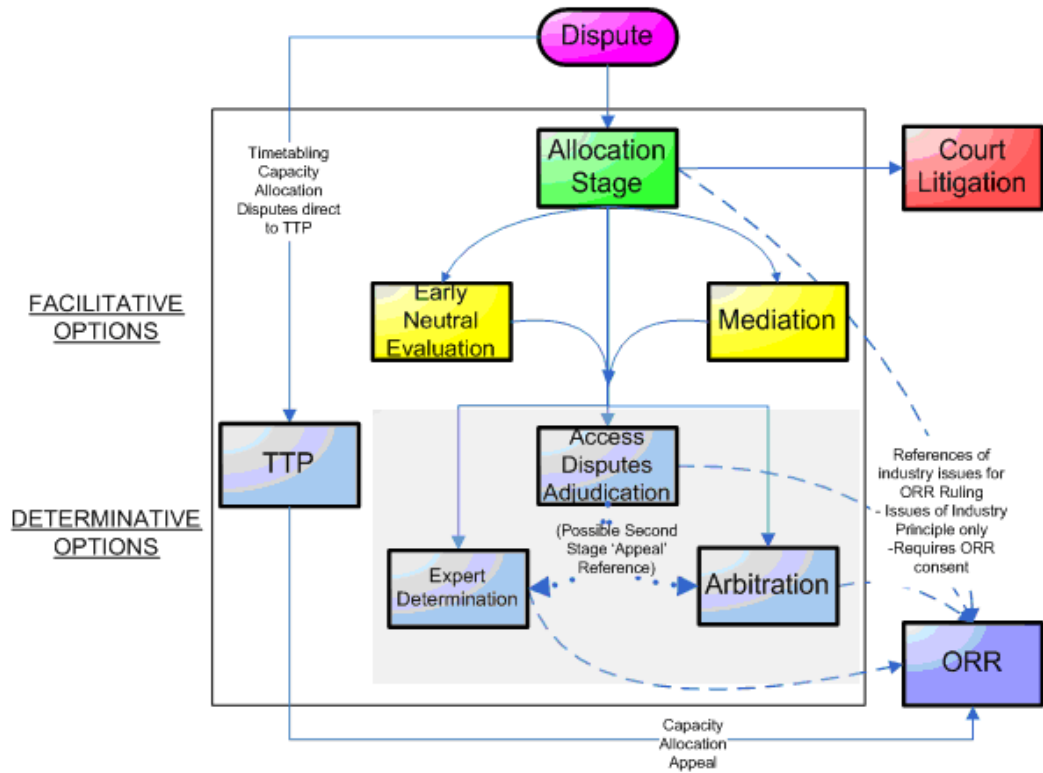 Dispute
Timetabling
Capacity
Allocation
Disputes direct
to TTP
Allocation
Stage
Court
Litigation
FACILITATIVE
OPTIONS
Early
Neutral
Evaluation
Mediation
TTP
Access
Disputes
Adjudication
References of
industry issues for
ORR Ruling
- Issues of Industry
Principle only
-Requires ORR
consent
DETERMINATIVE
OPTIONS
(Possible Second
Stage ‘Appeal’
Reference)
Expert
Determination
Arbitration
ORR
Capacity
Allocation
Appeal